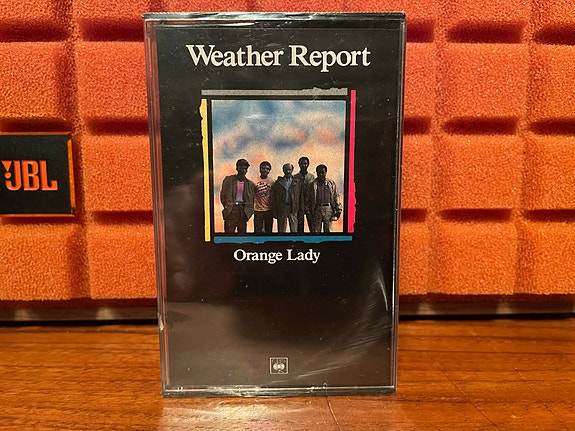 Weather Report
JBL
Orange Lady